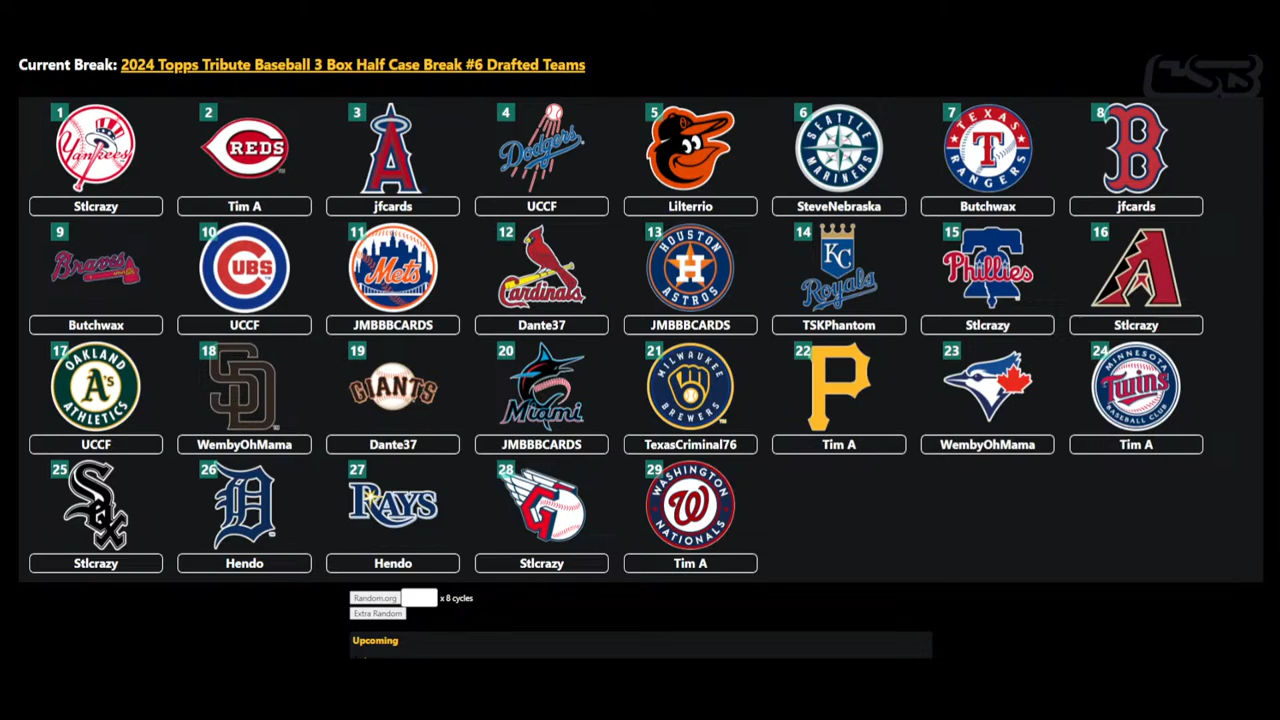 Current Break: 2024 Topps Tribute Baseball 3 Box Half Case Break #6 Drafted Teams
CSB
1 2 3 4 5 6 7 8
Yankees REDS A Dodgers SEATTLE MARINERS TEXAS T RANGERS B
Stlcrazy Tim A jfcards UCCF Lilterrio SteveNebraska Butchwax jfcards
9 10 11 12 13 14 15 16
Braves CUBS Mets Cardinals HOUSTON H ASTROS KC Royals Phillies A
Butchwax UCCF JMBBBCARDS Dante37 JMBBBCARDS TSKPhantom Stlcrazy Stlcrazy
17 18 19 20 21 22 23 24
OAKLAND A's ATHLETICS SD GIANTS Miami MILWAUKEE BREWERS P MINNESOTA Twins BASEBALL CLUB
UCCF WembyOhMama Dante37 JMBBBCARDS TexasCriminal76 Tim A WembyOhMama Tim A
25 26 27 28 29
Sox D RAYS C WASHINGTON W NATIONALS
Stlcrazy Hendo Hendo Stlcrazy Tim A
Random.org x 8 cycles
Extra Random
Upcoming